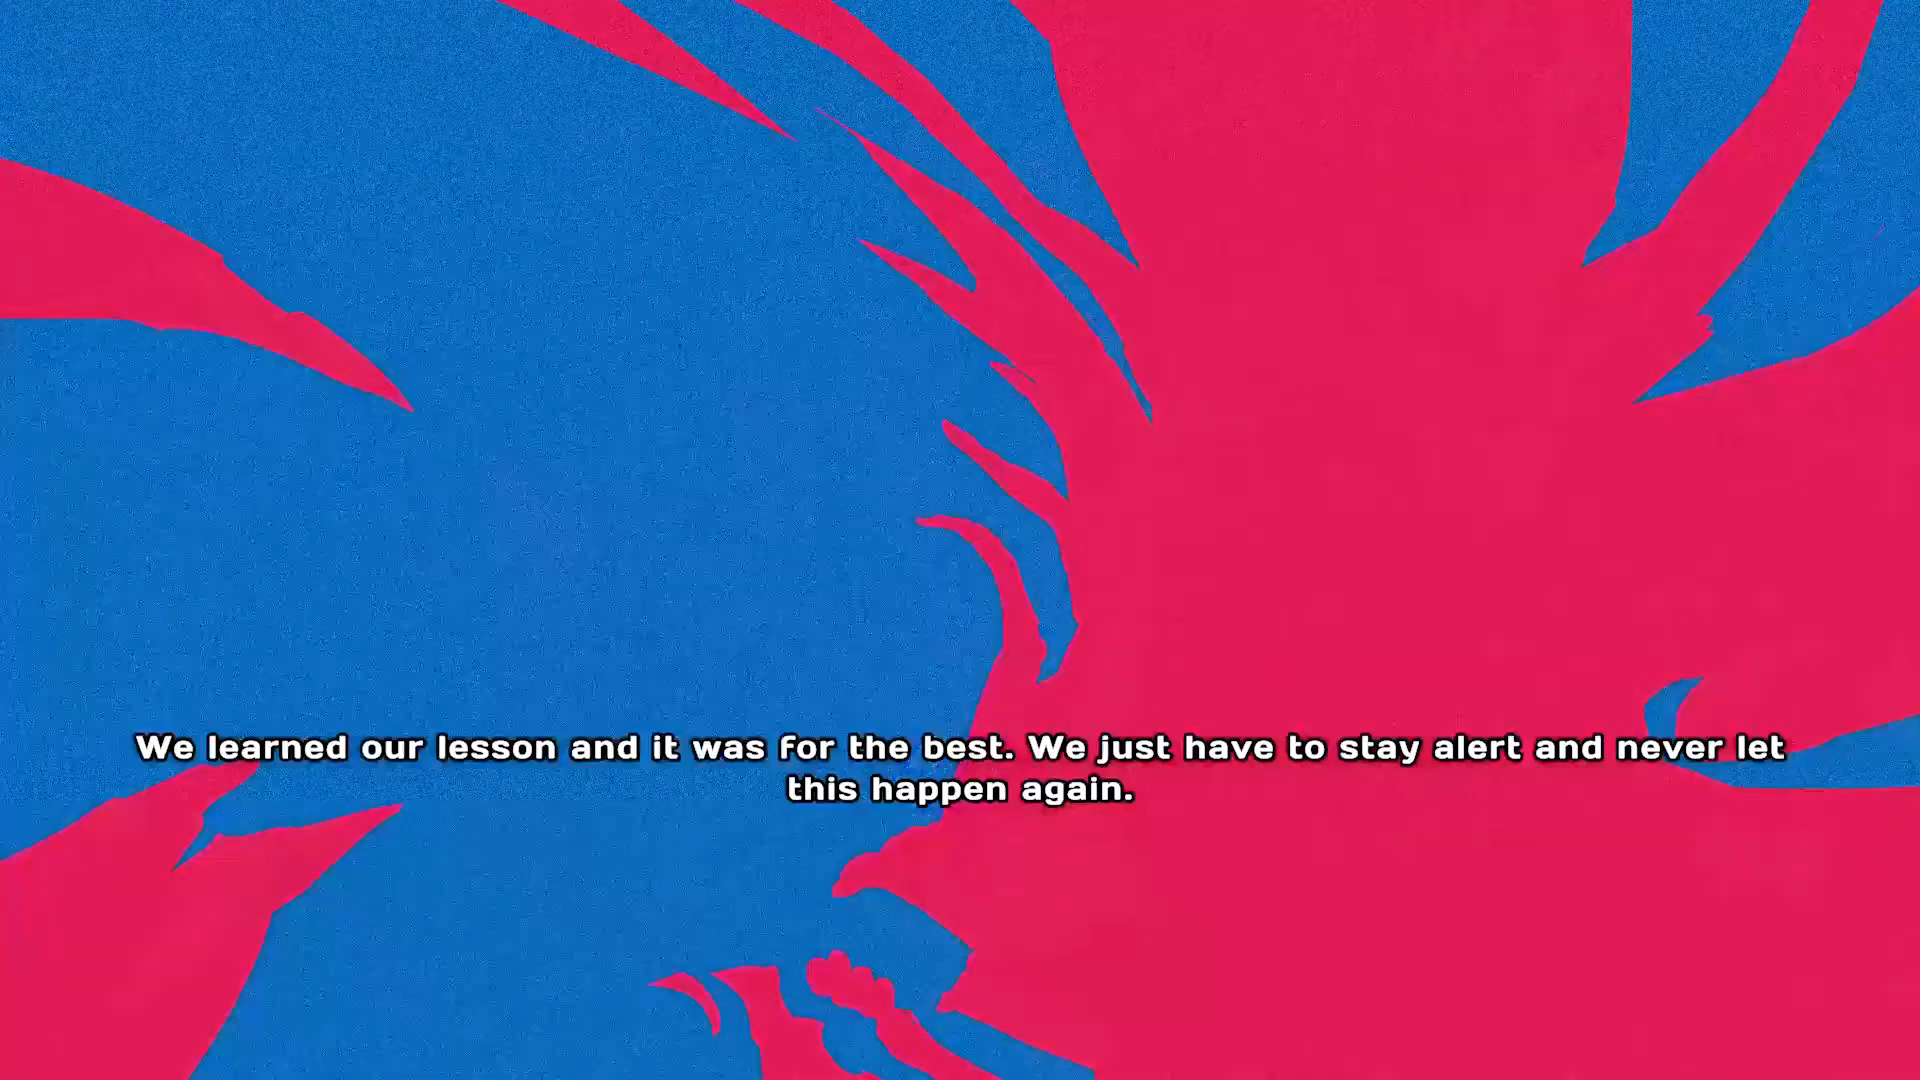 We learned our lesson and it was for the best. We just have to stay alert and never let
this happen again.